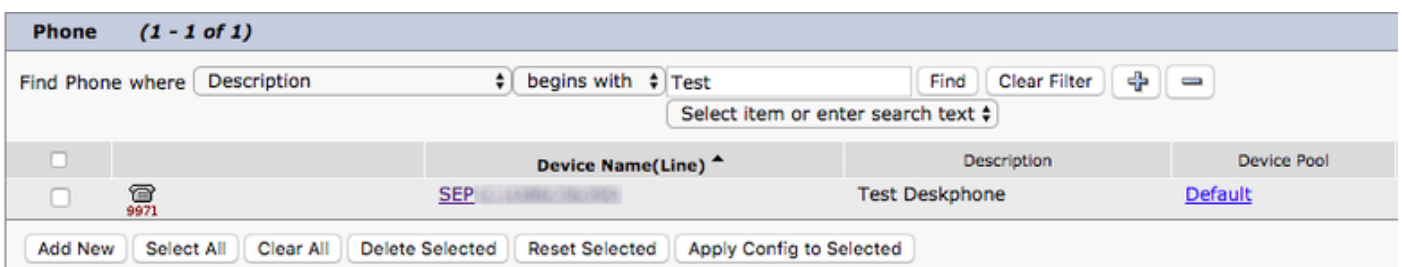 Phone (1 - 1 of 1)
Find Phone where Description begins with Test Find Clear Filter
Select item or enter search text
Device Name(Line) Description Device Pool
9971 SEP Test Deskphone Default
Add New Select All Clear All Delete Selected Reset Selected Apply Config to Selected